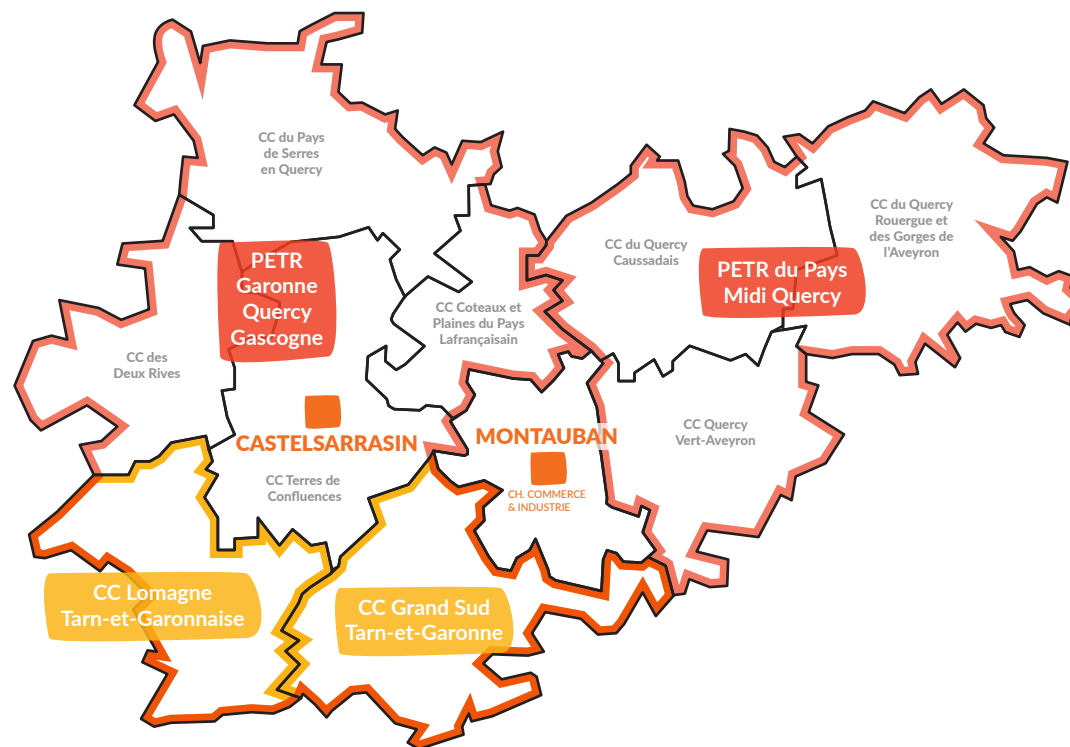 CC du Pays
de Serres
en Quercy
CC du Quercy
Rouergue et
des Gorges de
l’Aveyron
CC du Quercy
Caussadais
PETR du Pays
Midi Quercy
PETR
Garonne
Quercy
Gascogne
CC Coteaux et
Plaines du Pays
Lafrançaisain
CC des
Deux Rives
CC Quercy
Vert-Aveyron
CASTELSARRASIN
MONTAUBAN
CC Terres de
Confluences
CH. COMMERCE
& INDUSTRIE
CC Lomagne
Tarn-et-Garonnaise
CC Grand Sud
Tarn-et-Garonne